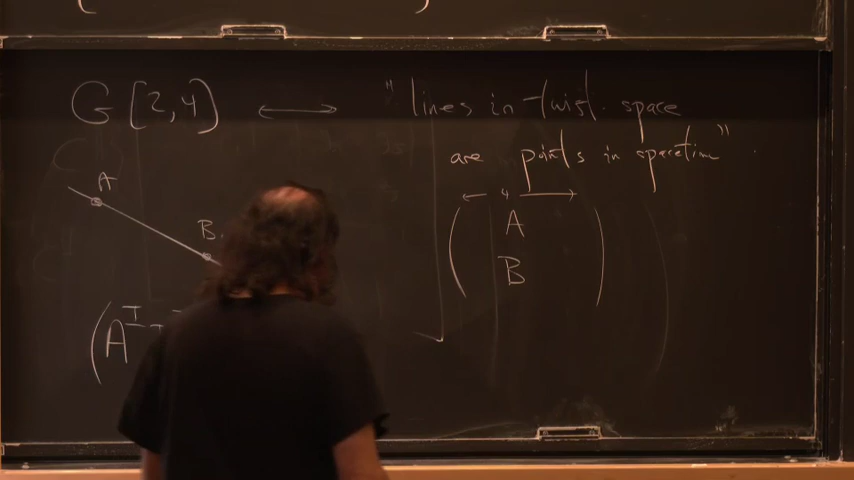 G(2,4) ⟷ "lines in twist. space
are points in spacetime"
A
B.
← 4 →
( A
B )
(A^I